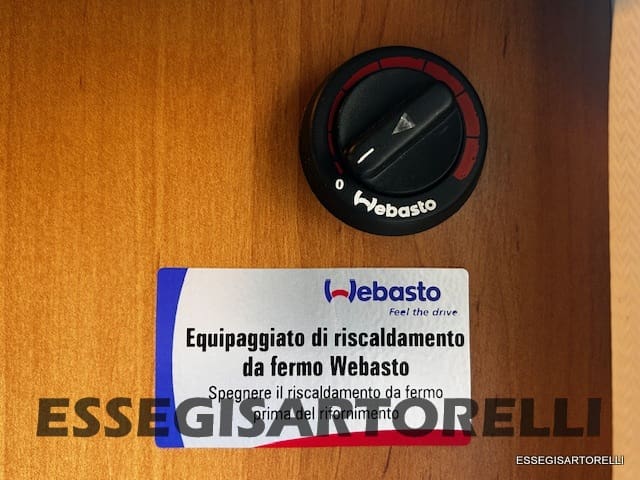 0
Webasto
Webasto
Feel the drive
Equipaggiato di riscaldamento
da fermo Webasto
Spegnere il riscaldamento da fermo
prima del rifornimento
ESSEGISARTORELLI
ESSEGISARTORELLI